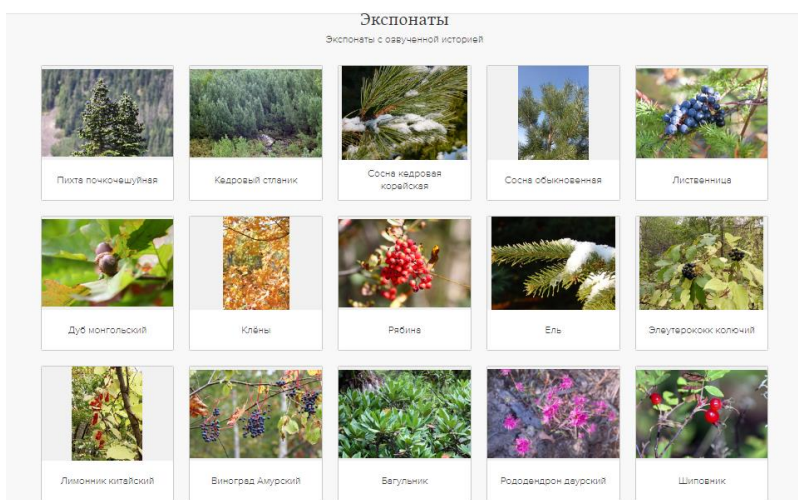 Экспонаты
Экспонаты с озвученной историей
Пихта почкочешуйная
Кедровый стланик
Сосна кедровая
корейская
Сосна обыкновенная
Лиственница
Дуб монгольский
Клёны
Рябина
Ель
Элеутерококк колючий
Лимонник китайский
Виноград Амурский
Багульник
Рододендрон даурский
Шиповник